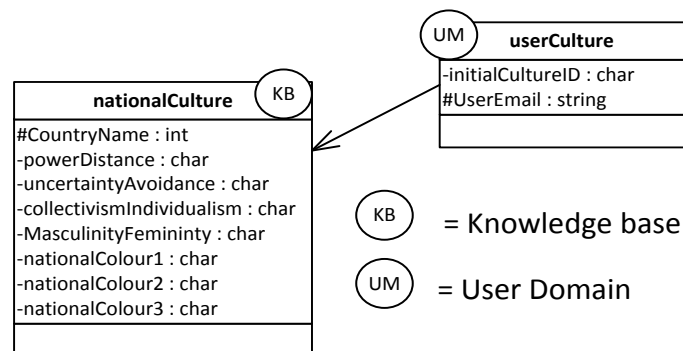 UM
userCulture
-initialCultureID : char
#UserEmail : string
nationalCulture
KB
#CountryName : int
-powerDistance : char
-uncertaintyAvoidance : char
-collectivismIndividualism : char
-MasculinityFemininty : char
-nationalColour1 : char
-nationalColour2 : char
-nationalColour3 : char
KB = Knowledge base
UM = User Domain